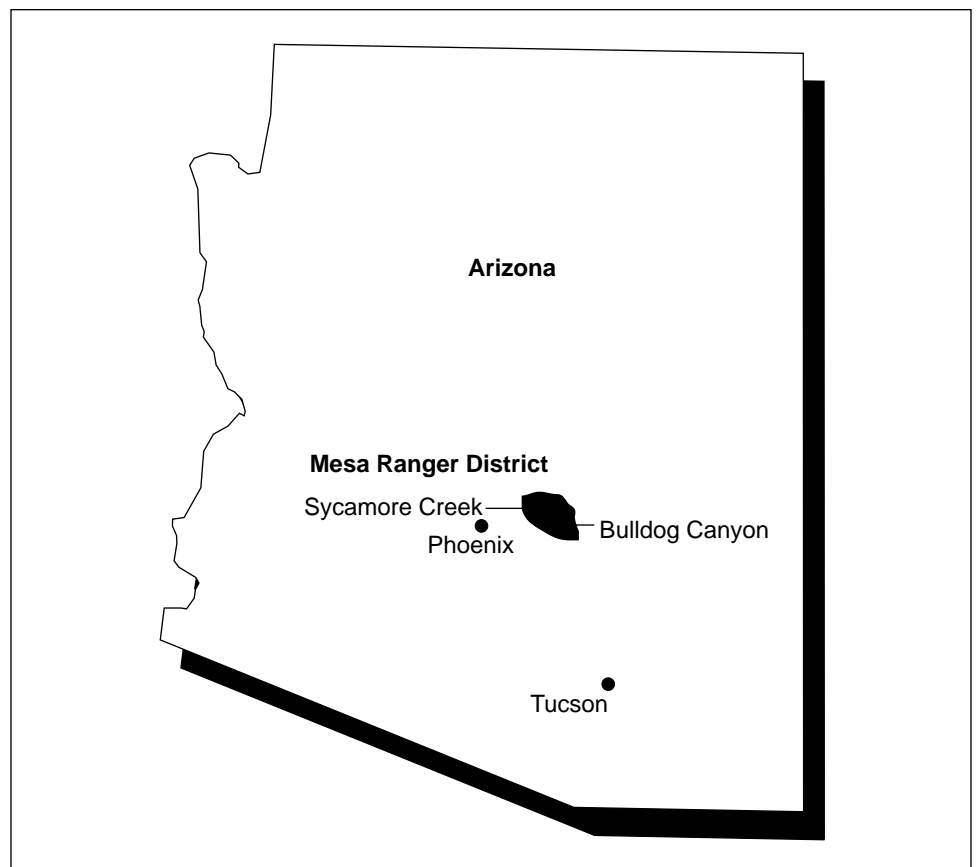 Arizona
Mesa Ranger District
Sycamore Creek
Bulldog Canyon
Phoenix
Tucson